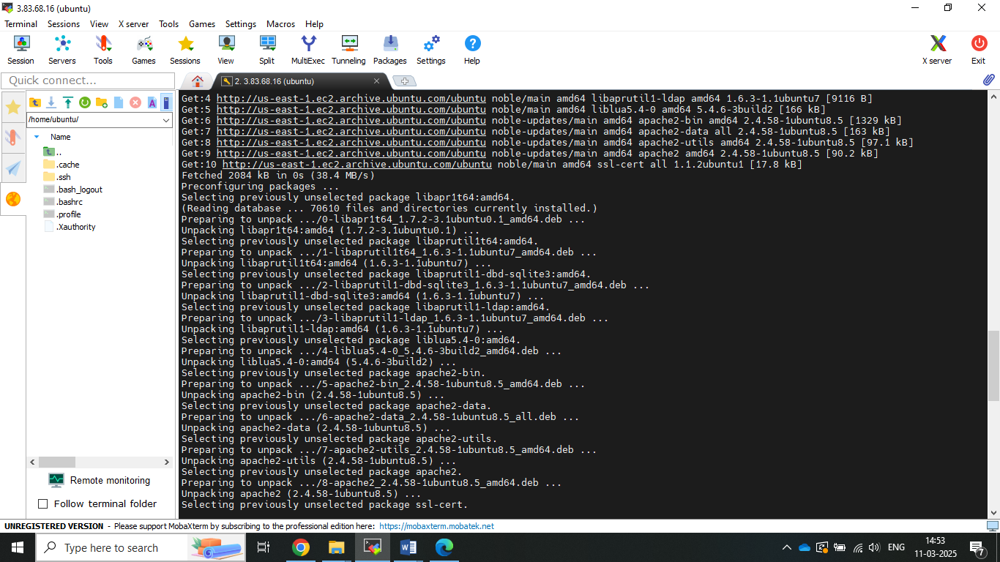 3.83.68.16 (ubuntu)
Terminal Sessions View X server Tools Games Settings Macros Help
Session Servers Tools Games Sessions View Split MultiExec Tunneling Packages Settings Help X server Exit
Quick connect...
2. 3.83.68.16 (ubuntu)
/home/ubuntu/
Name
..
.cache
.ssh
.bash_logout
.bashrc
.profile
.Xauthority
Remote monitoring
Follow terminal folder
Get:4 http://us-east-1.ec2.archive.ubuntu.com/ubuntu noble/main amd64 libaprutil1-ldap amd64 1.6.3-1.1ubuntu7 [9116 B]
Get:5 http://us-east-1.ec2.archive.ubuntu.com/ubuntu noble/main amd64 liblua5.4-0 amd64 5.4.6-3build2 [166 kB]
Get:6 http://us-east-1.ec2.archive.ubuntu.com/ubuntu noble-updates/main amd64 apache2-bin amd64 2.4.58-1ubuntu8.5 [1329 kB]
Get:7 http://us-east-1.ec2.archive.ubuntu.com/ubuntu noble-updates/main amd64 apache2-data all 2.4.58-1ubuntu8.5 [163 kB]
Get:8 http://us-east-1.ec2.archive.ubuntu.com/ubuntu noble-updates/main amd64 apache2-utils amd64 2.4.58-1ubuntu8.5 [97.1 kB]
Get:9 http://us-east-1.ec2.archive.ubuntu.com/ubuntu noble-updates/main amd64 apache2 amd64 2.4.58-1ubuntu8.5 [90.2 kB]
Get:10 http://us-east-1.ec2.archive.ubuntu.com/ubuntu noble/main amd64 ssl-cert all 1.1.2ubuntu1 [17.8 kB]
Fetched 2084 kB in 0s (38.4 MB/s)
Preconfiguring packages ...
Selecting previously unselected package libapr1t64:amd64.
(Reading database ... 70610 files and directories currently installed.)
Preparing to unpack .../0-libapr1t64_1.7.2-3.1ubuntu0.1_amd64.deb ...
Unpacking libapr1t64:amd64 (1.7.2-3.1ubuntu0.1) ...
Selecting previously unselected package libaprutil1t64:amd64.
Preparing to unpack .../1-libaprutil1t64_1.6.3-1.1ubuntu7_amd64.deb ...
Unpacking libaprutil1t64:amd64 (1.6.3-1.1ubuntu7) ...
Selecting previously unselected package libaprutil1-dbd-sqlite3:amd64.
Preparing to unpack .../2-libaprutil1-dbd-sqlite3_1.6.3-1.1ubuntu7_amd64.deb ...
Unpacking libaprutil1-dbd-sqlite3:amd64 (1.6.3-1.1ubuntu7) ...
Selecting previously unselected package libaprutil1-ldap:amd64.
Preparing to unpack .../3-libaprutil1-ldap_1.6.3-1.1ubuntu7_amd64.deb ...
Unpacking libaprutil1-ldap:amd64 (1.6.3-1.1ubuntu7) ...
Selecting previously unselected package liblua5.4-0:amd64.
Preparing to unpack .../4-liblua5.4-0_5.4.6-3build2_amd64.deb ...
Unpacking liblua5.4-0:amd64 (5.4.6-3build2) ...
Selecting previously unselected package apache2-bin.
Preparing to unpack .../5-apache2-bin_2.4.58-1ubuntu8.5_amd64.deb ...
Unpacking apache2-bin (2.4.58-1ubuntu8.5) ...
Selecting previously unselected package apache2-data.
Preparing to unpack .../6-apache2-data_2.4.58-1ubuntu8.5_all.deb ...
Unpacking apache2-data (2.4.58-1ubuntu8.5) ...
Selecting previously unselected package apache2-utils.
Preparing to unpack .../7-apache2-utils_2.4.58-1ubuntu8.5_amd64.deb ...
Unpacking apache2-utils (2.4.58-1ubuntu8.5) ...
Selecting previously unselected package apache2.
Preparing to unpack .../8-apache2_2.4.58-1ubuntu8.5_amd64.deb ...
Unpacking apache2 (2.4.58-1ubuntu8.5) ...
Selecting previously unselected package ssl-cert.
UNREGISTERED VERSION - Please support MobaXterm by subscribing to the professional edition here: https://mobaxterm.mobatek.net
Type here to search
ENG
14:53
11-03-2025
7